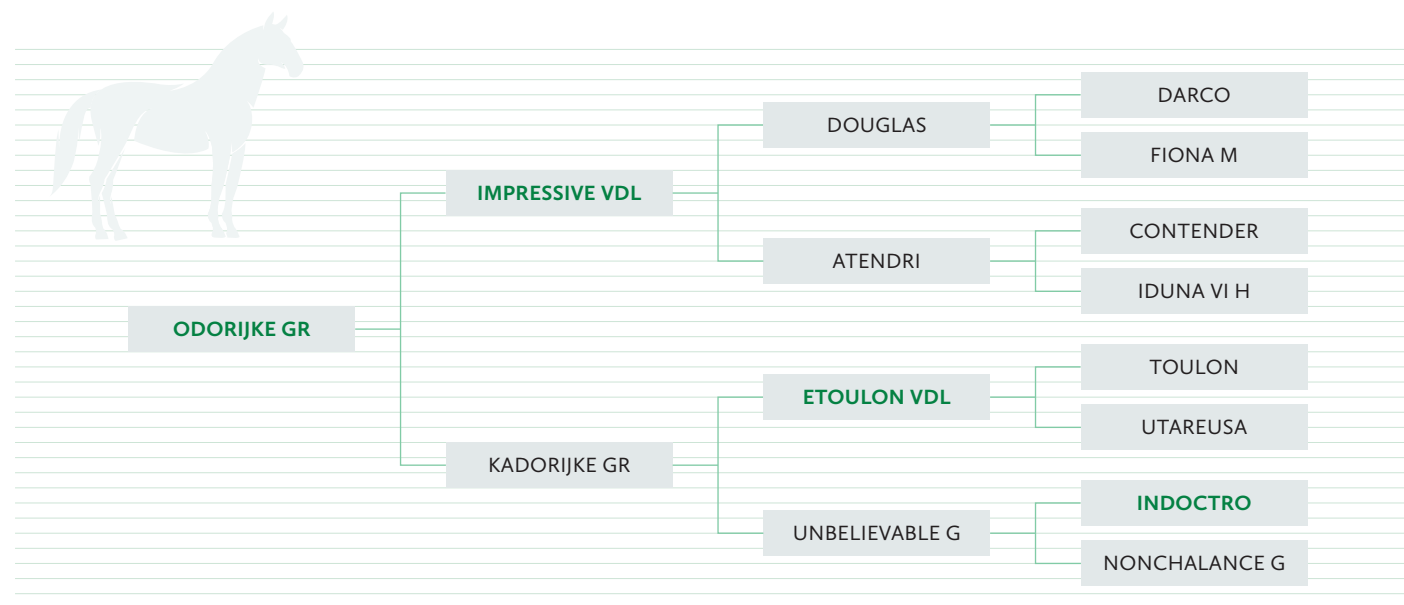 DARCO
DOUGLAS
FIONA M
IMPRESSIVE VDL
CONTENDER
ATENDRI
IDUNA VI H
ODORIJKE GR
TOULON
ETOULON VDL
UTAREUSA
KADORIJKE GR
INDOCTRO
UNBELIEVABLE G
NONCHALANCE G